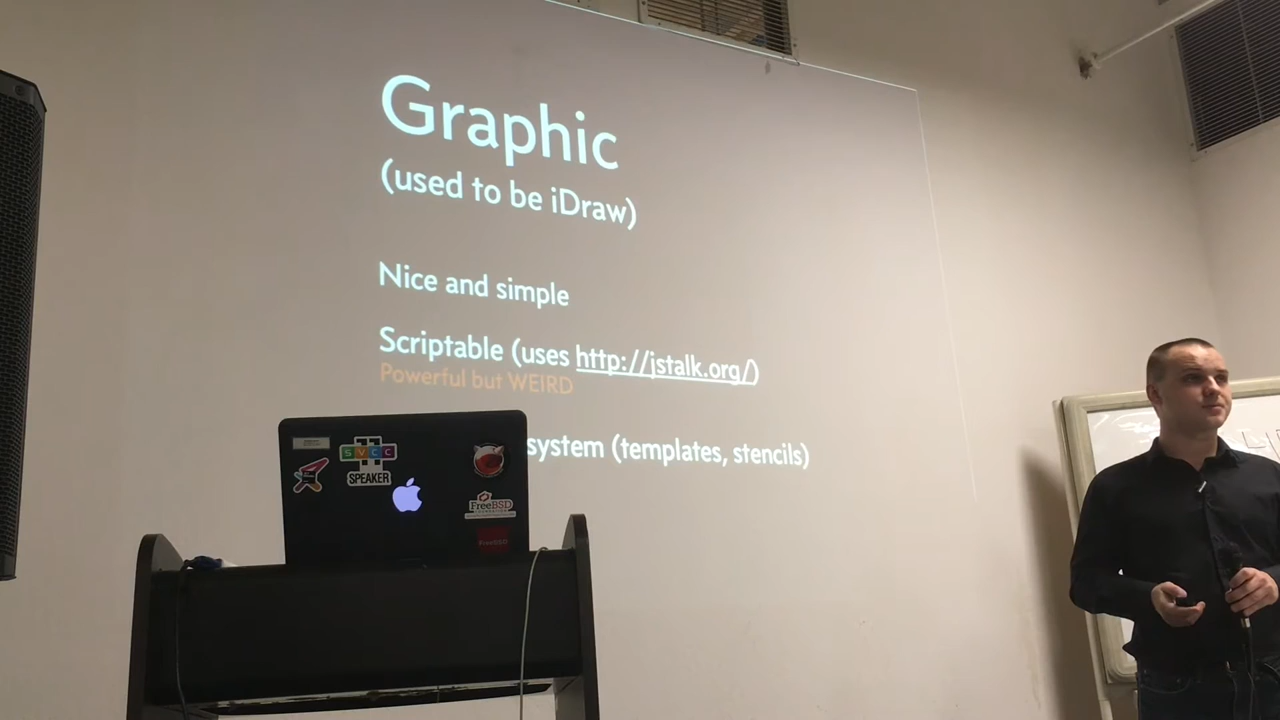 Graphic
(used to be iDraw)
Nice and simple
Scriptable (uses http://jstalk.org/)
Powerful but WEIRD
system (templates, stencils)
SVCC
SPEAKER
FreeBSD